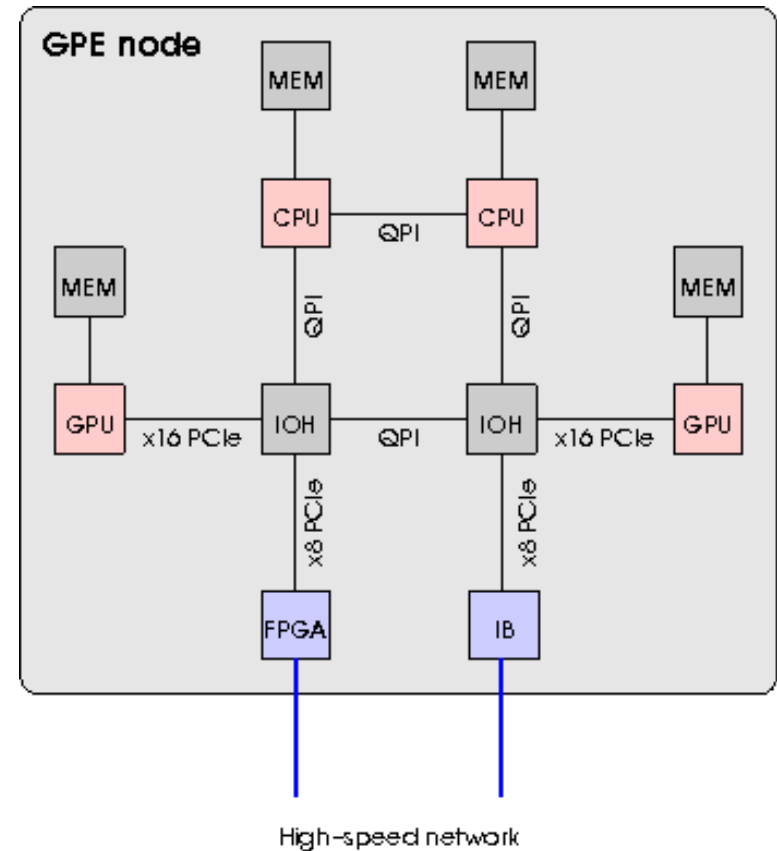 GPE node
MEM
MEM
CPU
QPI
CPU
MEM
QPI
QPI
MEM
GPU
x16 PCIe
IOH
QPI
IOH
x16 PCIe
GPU
x8 PCIe
x8 PCIe
FPGA
IB
High-speed network